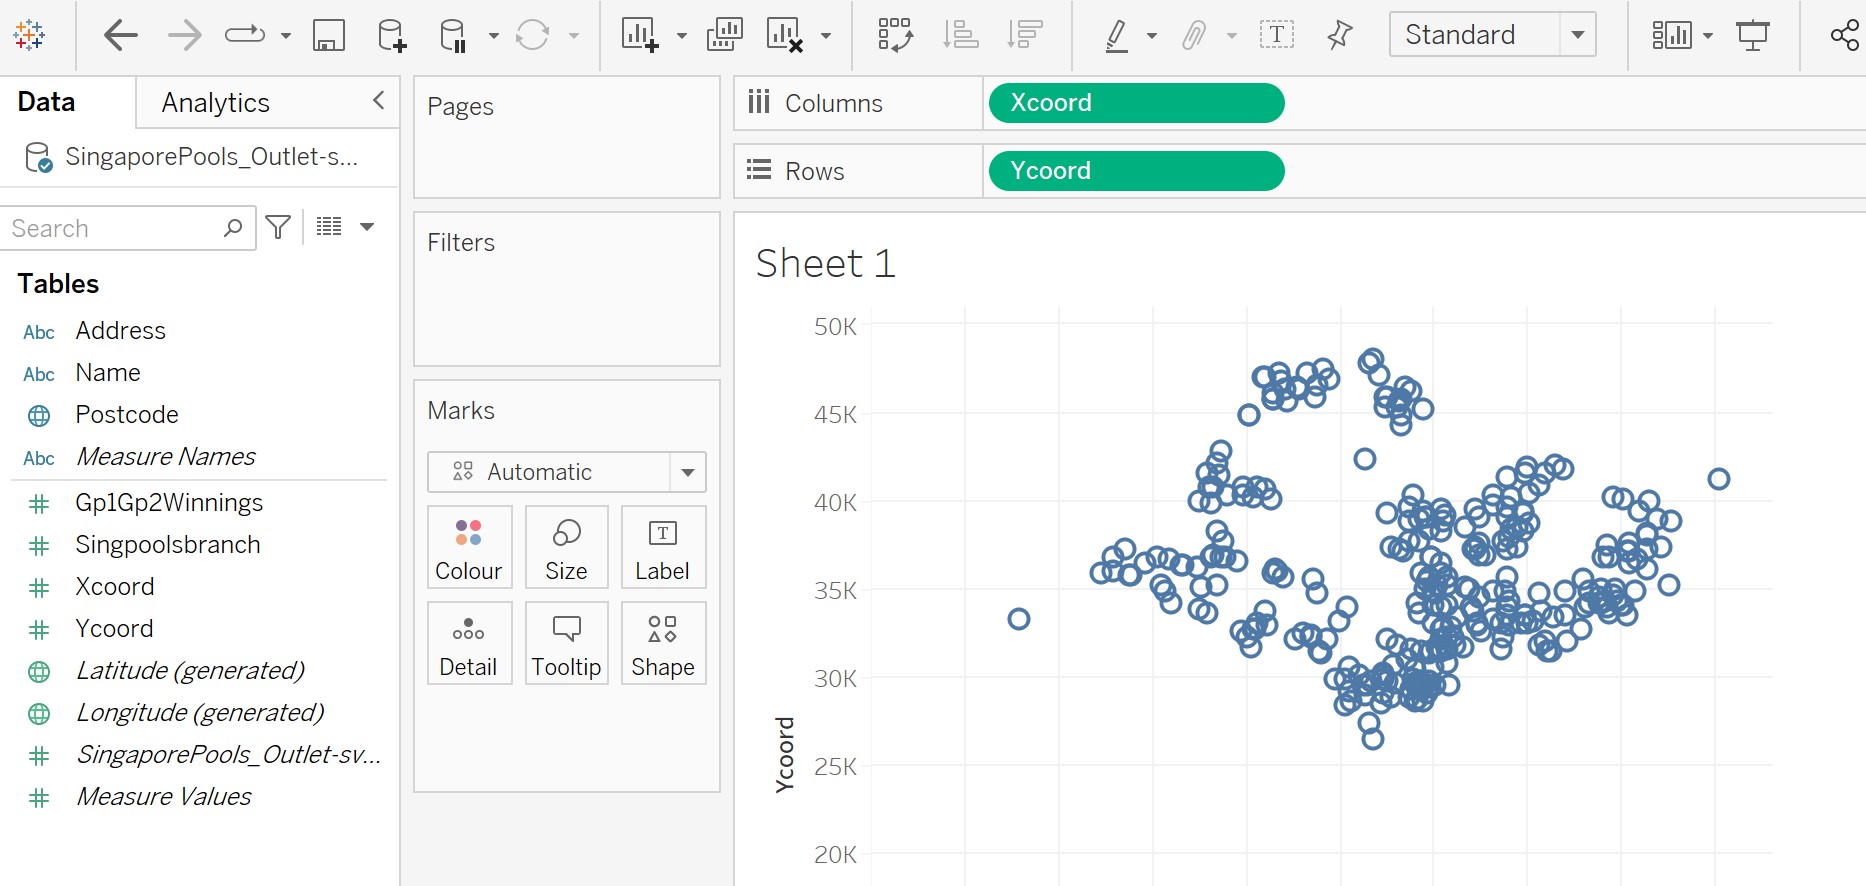 Standard
Data
Analytics
SingaporePools_Outlet-s...
Search
Tables
Abc Address
Abc Name
Postcode
Abc Measure Names
Gp1Gp2Winnings
Singpoolsbranch
Xcoord
Ycoord
Latitude (generated)
Longitude (generated)
SingaporePools_Outlet-sv...
Measure Values
Pages
Filters
Marks
Automatic
Colour
Size
Label
Detail
Tooltip
Shape
Columns
Xcoord
Rows
Ycoord
Sheet 1
50K
45K
40K
35K
30K
25K
20K
Ycoord